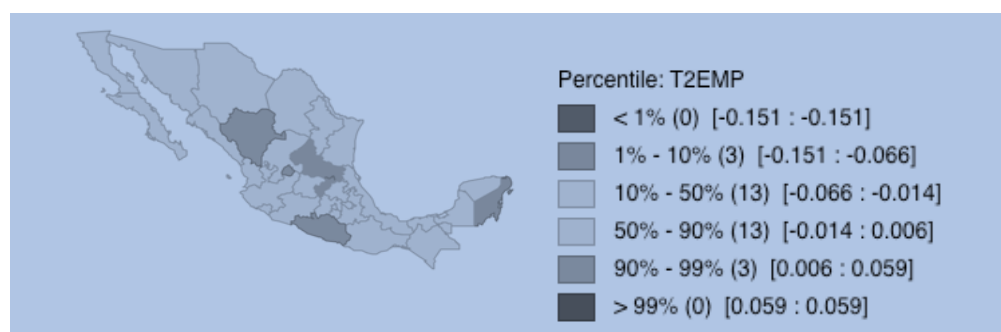 Percentile: T2EMP
< 1% (0) [-0.151 : -0.151]
1% - 10% (3) [-0.151 : -0.066]
10% - 50% (13) [-0.066 : -0.014]
50% - 90% (13) [-0.014 : 0.006]
90% - 99% (3) [0.006 : 0.059]
> 99% (0) [0.059 : 0.059]